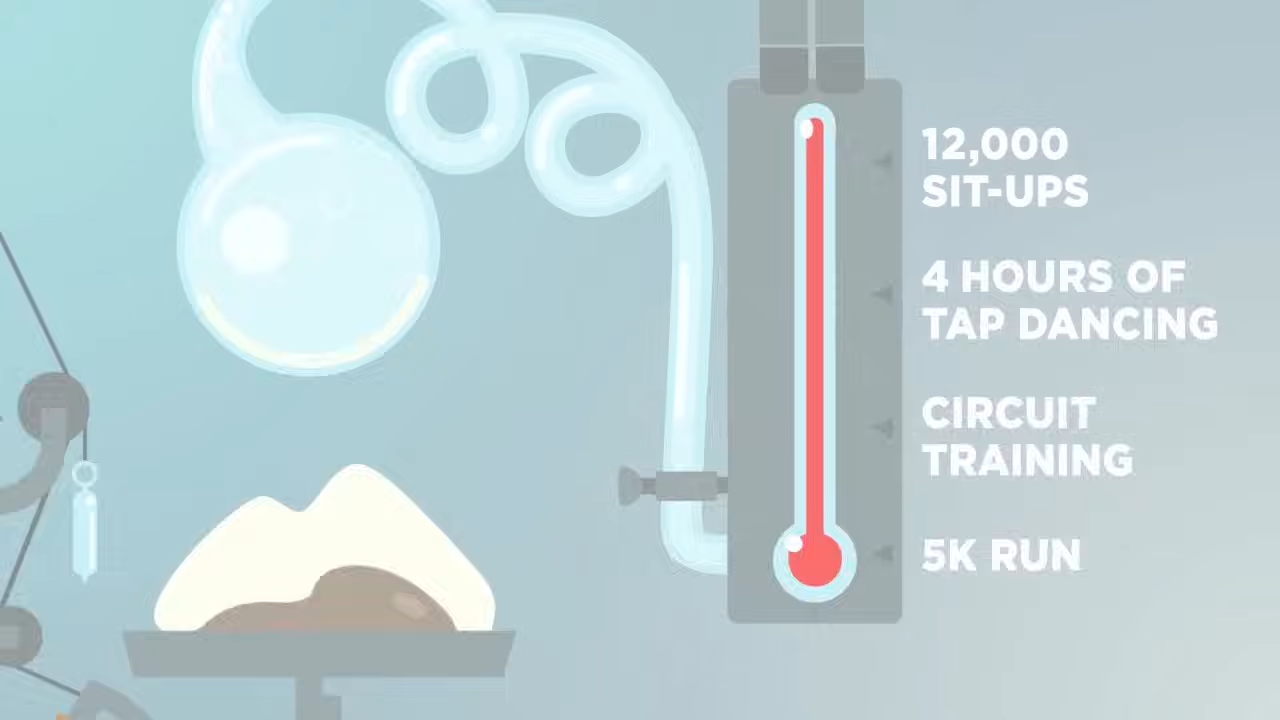 12,000
SIT-UPS
4 HOURS OF
TAP DANCING
CIRCUIT
TRAINING
5K RUN